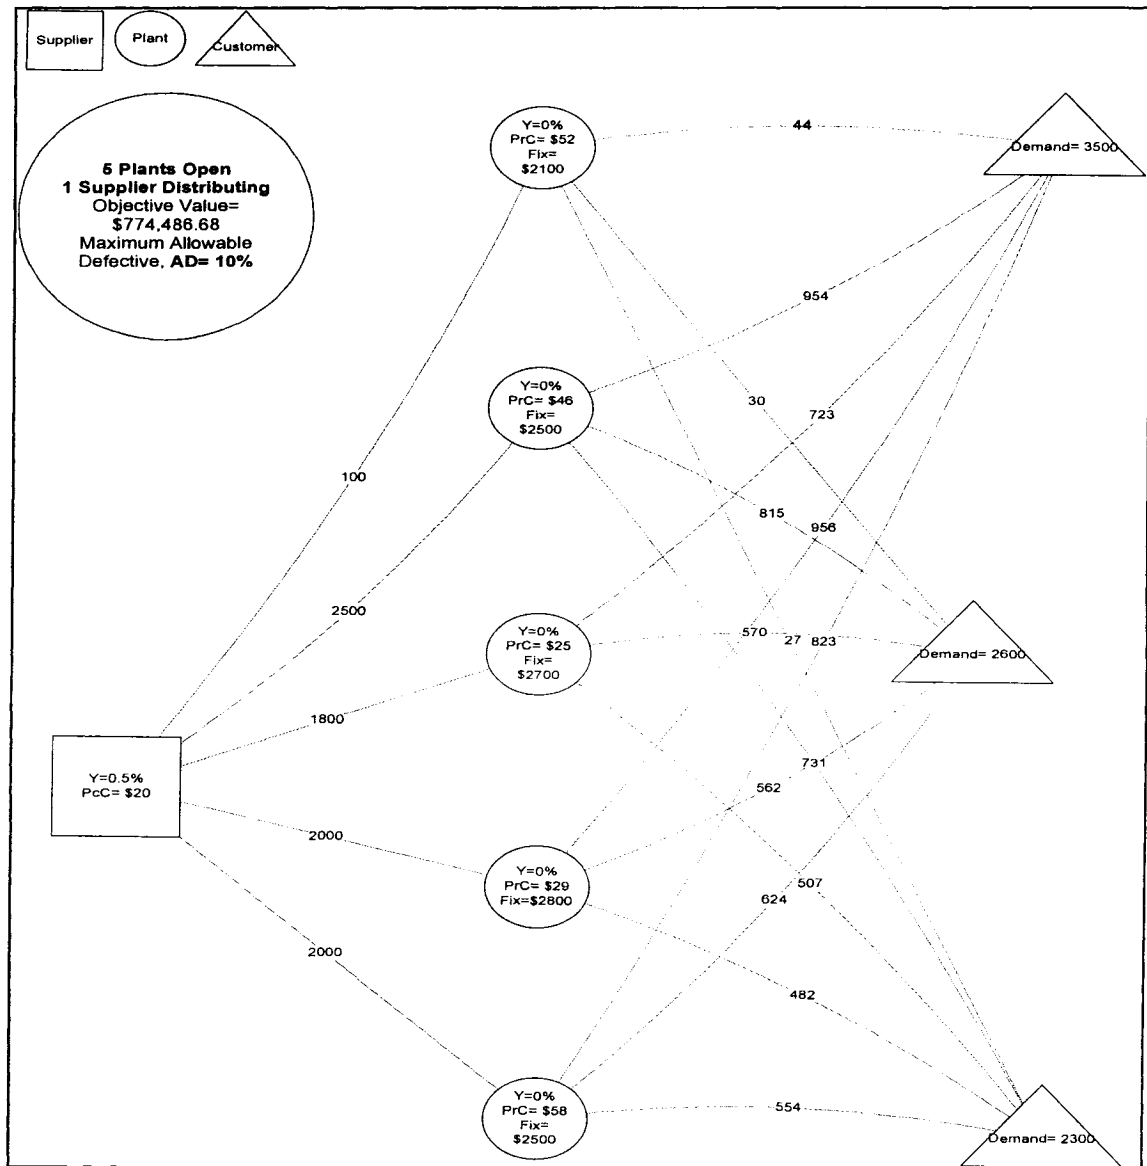 Supplier
Plant
Customer
5 Plants Open
1 Supplier Distributing
Objective Value=
$774,486.68
Maximum Allowable
Defective, AD= 10%
Y=0%
PrC= $52
Fix=
$2100
44
Demand= 3500
954
Y=0%
PrC= $46
Fix=
$2500
30
723
100
815
956
2500
Y=0%
PrC= $25
Fix=
$2700
570
27
823
Demand= 2600
1800
Y=0.5%
PcC= $20
731
562
2000
Y=0%
PrC= $29
Fix=$2800
507
624
2000
482
Y=0%
PrC= $58
Fix=
$2500
554
Demand= 2300